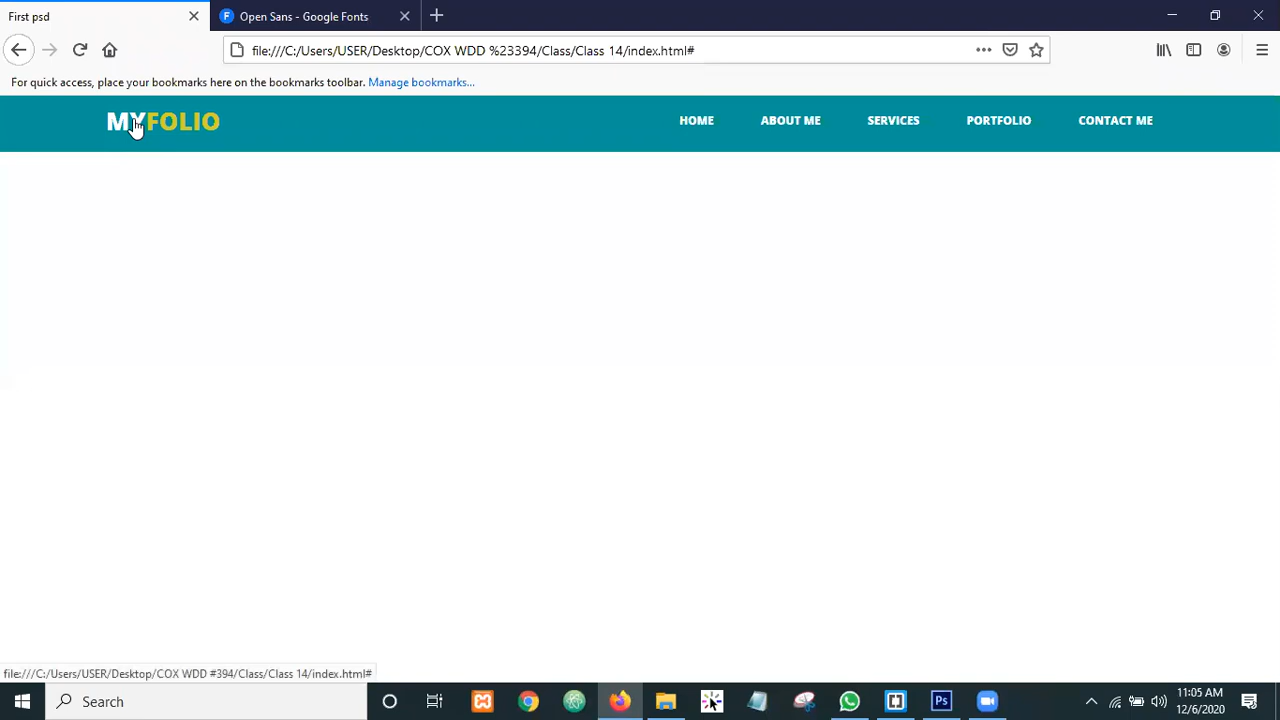 First psd
Open Sans - Google Fonts
file:///C:/Users/USER/Desktop/COX WDD %23394/Class/Class 14/index.html#
For quick access, place your bookmarks here on the bookmarks toolbar. Manage bookmarks...
MYFOLIO HOME ABOUT ME SERVICES PORTFOLIO CONTACT ME
file:///C:/Users/USER/Desktop/COX WDD #394/Class/Class 14/index.html#
Search
Ps
11:05 AM
12/6/2020